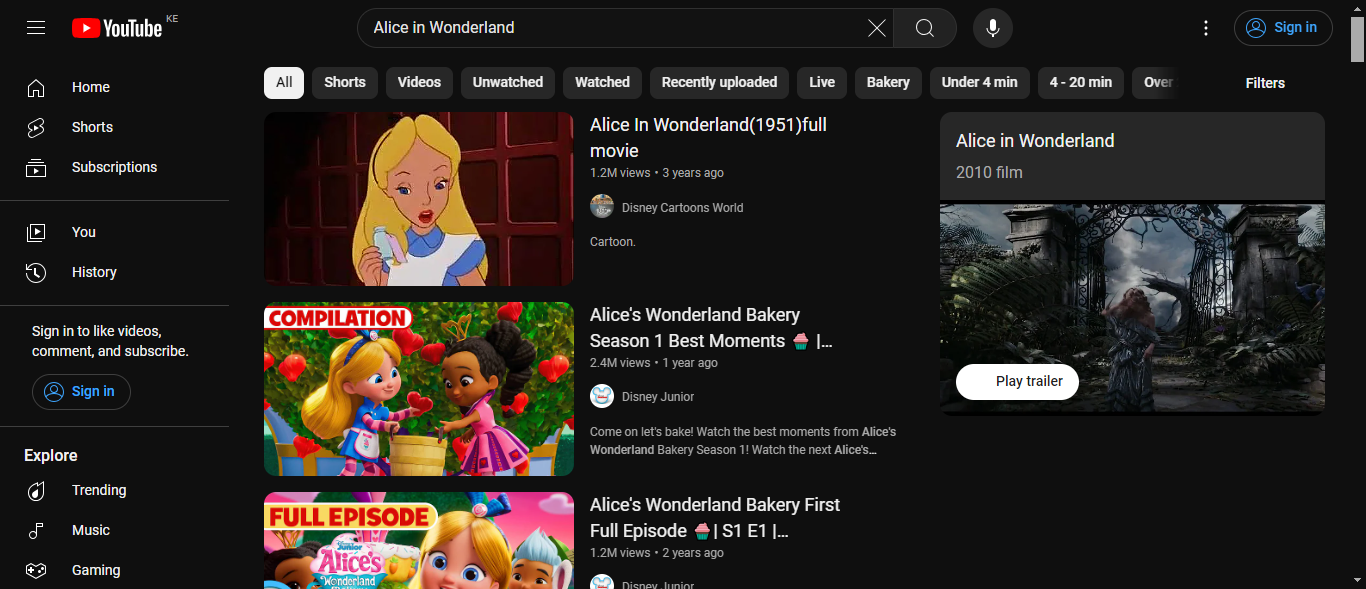 YouTube KE
Alice in Wonderland
Sign in
Home
Shorts
Subscriptions
You
History
Sign in to like videos,
comment, and subscribe.
Sign in
Explore
Trending
Music
Gaming
All Shorts Videos Unwatched Watched Recently uploaded Live Bakery Under 4 min 4 - 20 min Over
Filters
Alice In Wonderland(1951)full
movie
1.2M views • 3 years ago
Disney Cartoons World
Cartoon.
COMPILATION
Alice's Wonderland Bakery
Season 1 Best Moments 🧁 |...
2.4M views • 1 year ago
Disney Junior
Come on let's bake! Watch the best moments from Alice's
Wonderland Bakery Season 1! Watch the next Alice's...
FULL EPISODE
Junior
Alice's
Wonderland
Alice's Wonderland Bakery First
Full Episode 🧁| S1 E1 |...
1.2M views • 2 years ago
Disney Junior
Alice in Wonderland
2010 film
Play trailer